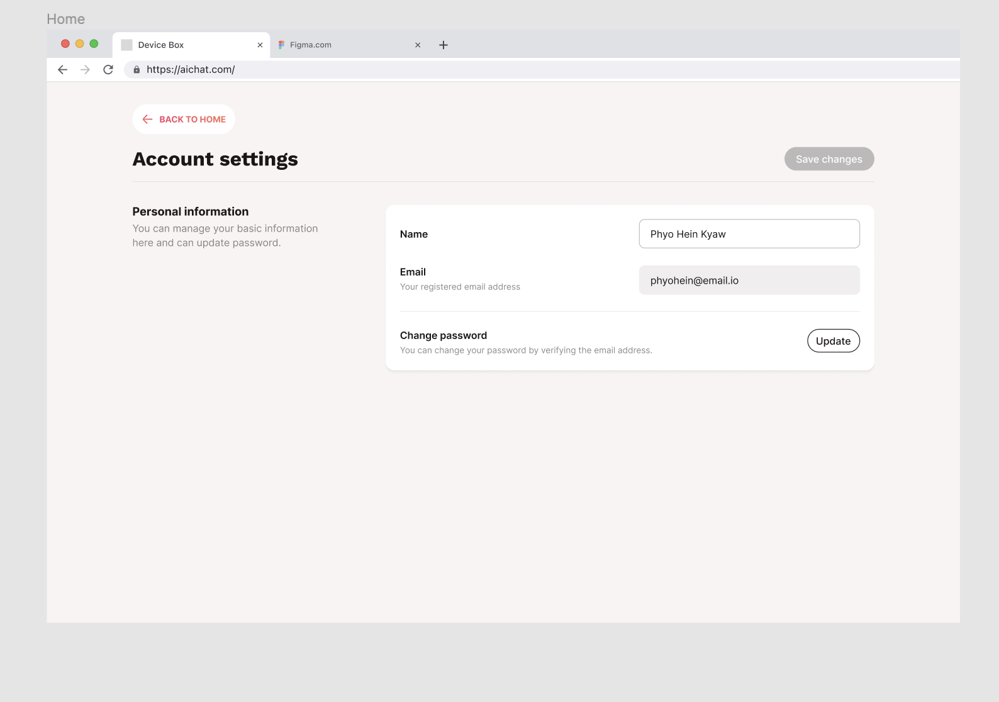 Home
Device Box
Figma.com
https://aichat.com/
BACK TO HOME
Account settings
Save changes
Personal information
You can manage your basic information
here and can update password.
Name
Phyo Hein Kyaw
Email
Your registered email address
phyohein@email.io
Change password
You can change your password by verifying the email address.
Update